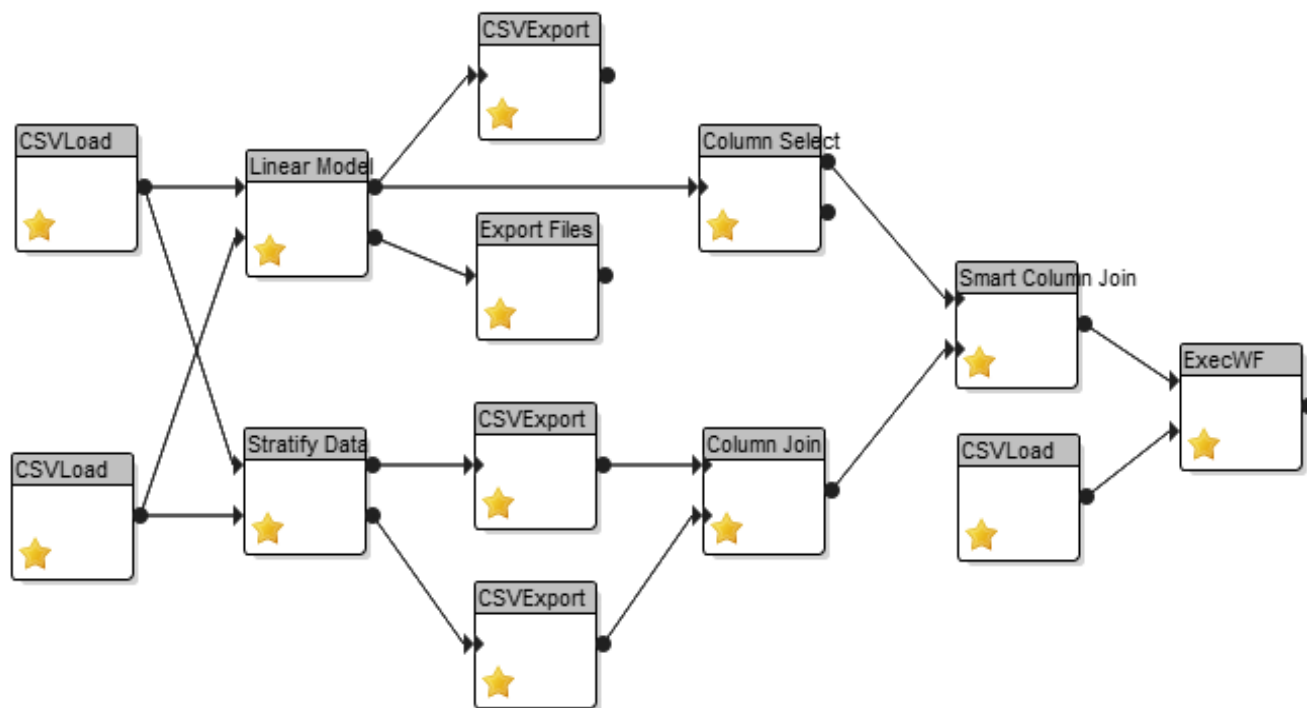 CSVExport
CSVLoad
Linear Model
Column Select
Export Files
Smart Column Join
ExecWF
CSVExport
Stratify Data
Column Join
CSVLoad
CSVLoad
CSVExport